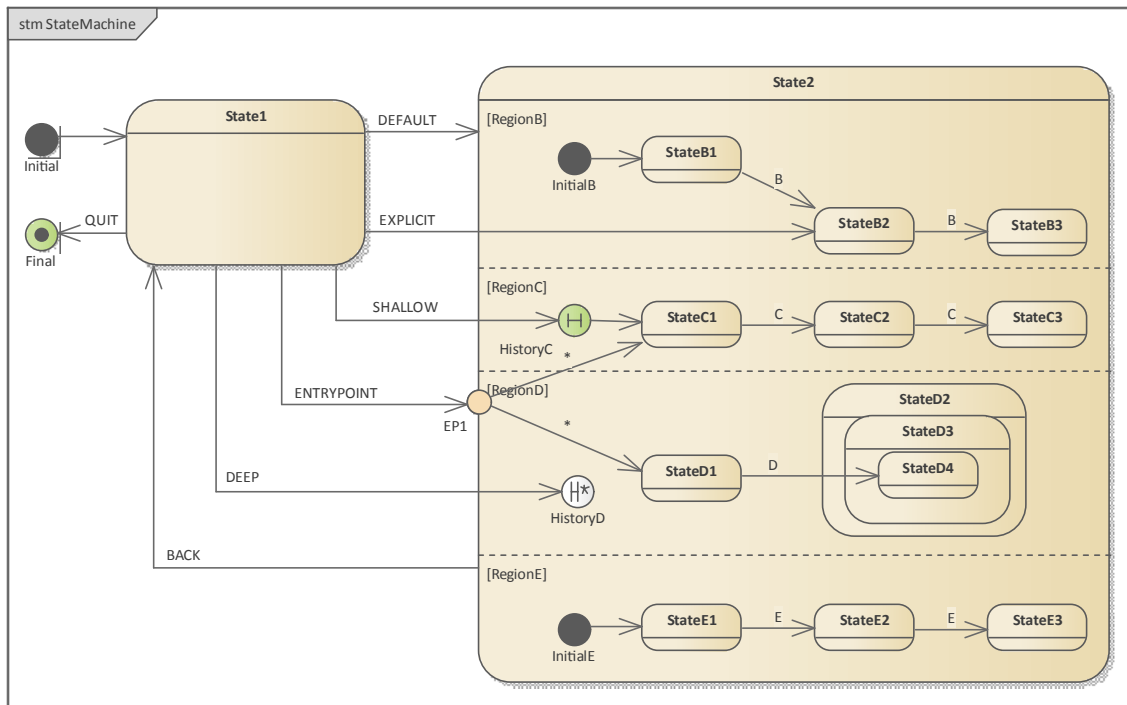 stm StateMachine
State2
State1
DEFAULT
[RegionB]
StateB1
Initial
InitialB
B
QUIT
EXPLICIT
StateB2
B
StateB3
Final
[RegionC]
SHALLOW
StateC1
C
StateC2
C
StateC3
H
HistoryC
*
[RegionD]
ENTRYPOINT
EP1
*
StateD2
StateD3
StateD1
D
StateD4
DEEP
H*
HistoryD
BACK
[RegionE]
StateE1
E
StateE2
E
StateE3
InitialE